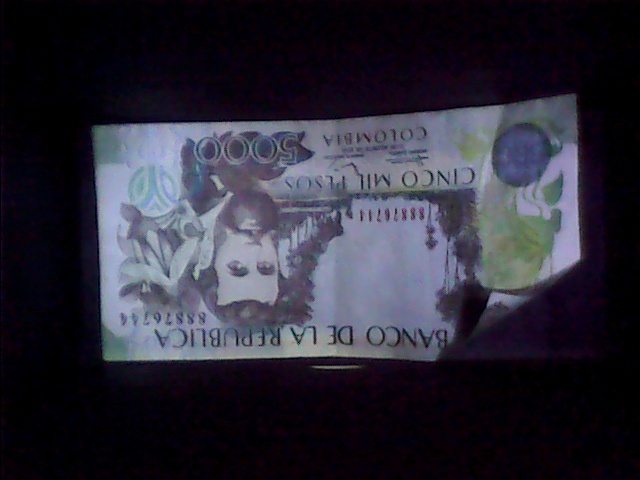 BANCO DE LA REPUBLICA
88876744
88876744
CINCO MIL PESOS
COLOMBIA
5000